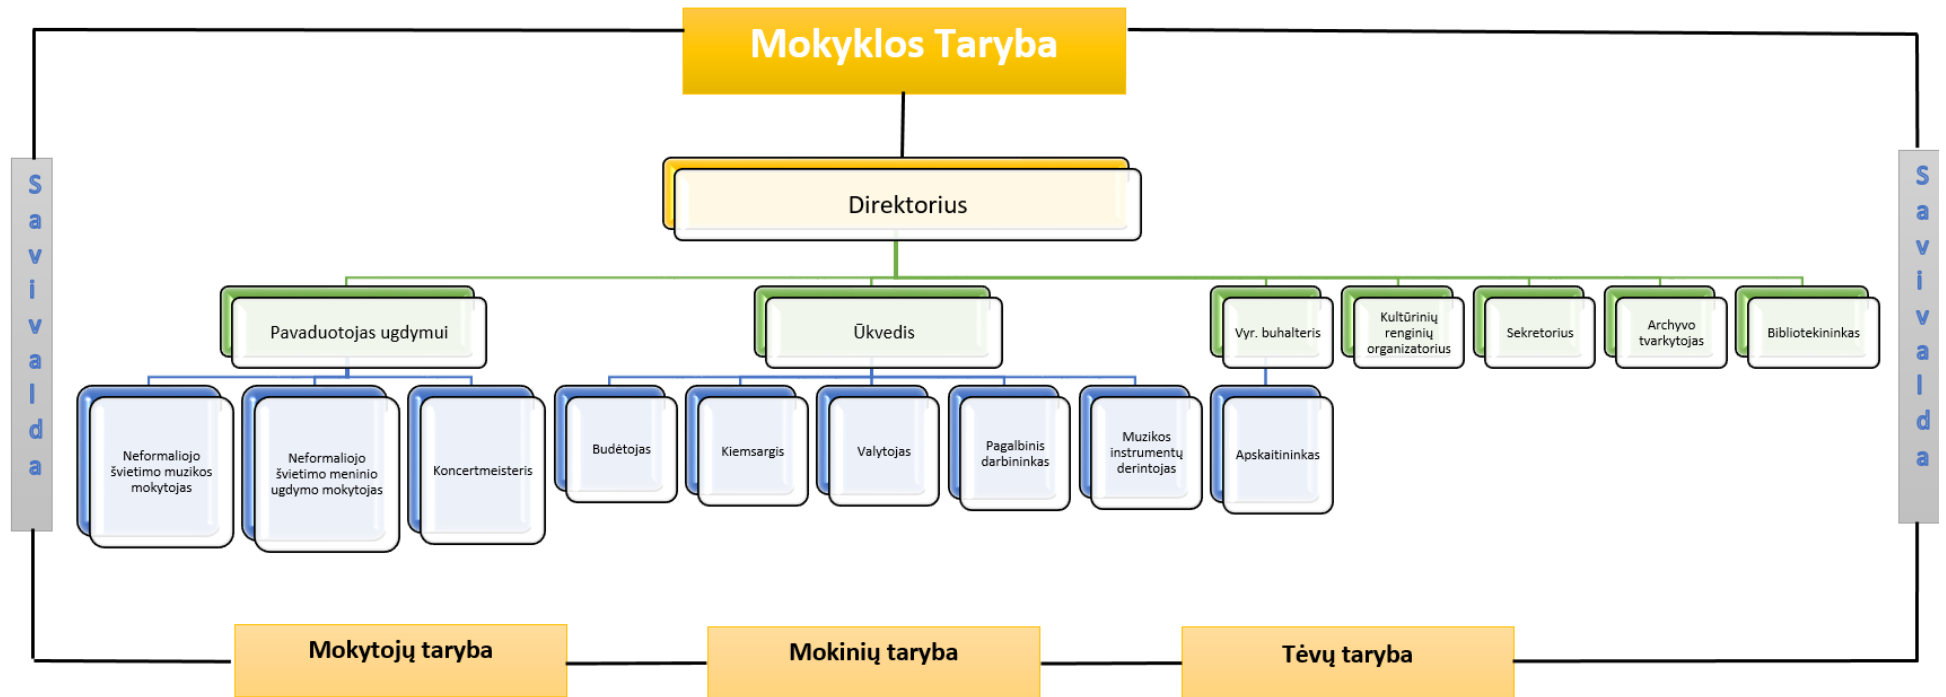 Mokyklos Taryba
Savivalda
Savivalda
Direktorius
Pavaduotojas ugdymui
Ūkvedis
Vyr. buhalteris
Kultūrinių
renginių
organizatorius
Sekretorius
Archyvo
tvarkytojas
Bibliotekininkas
Neformaliojo
švietimo muzikos
mokytojas
Neformaliojo
švietimo meninio
ugdymo mokytojas
Koncertmeisteris
Budėtojas
Kiemsargis
Valytojas
Pagalbinis
darbininkas
Muzikos
instrumentų
derintojas
Apskaitininkas
Mokytojų taryba
Mokinių taryba
Tėvų taryba